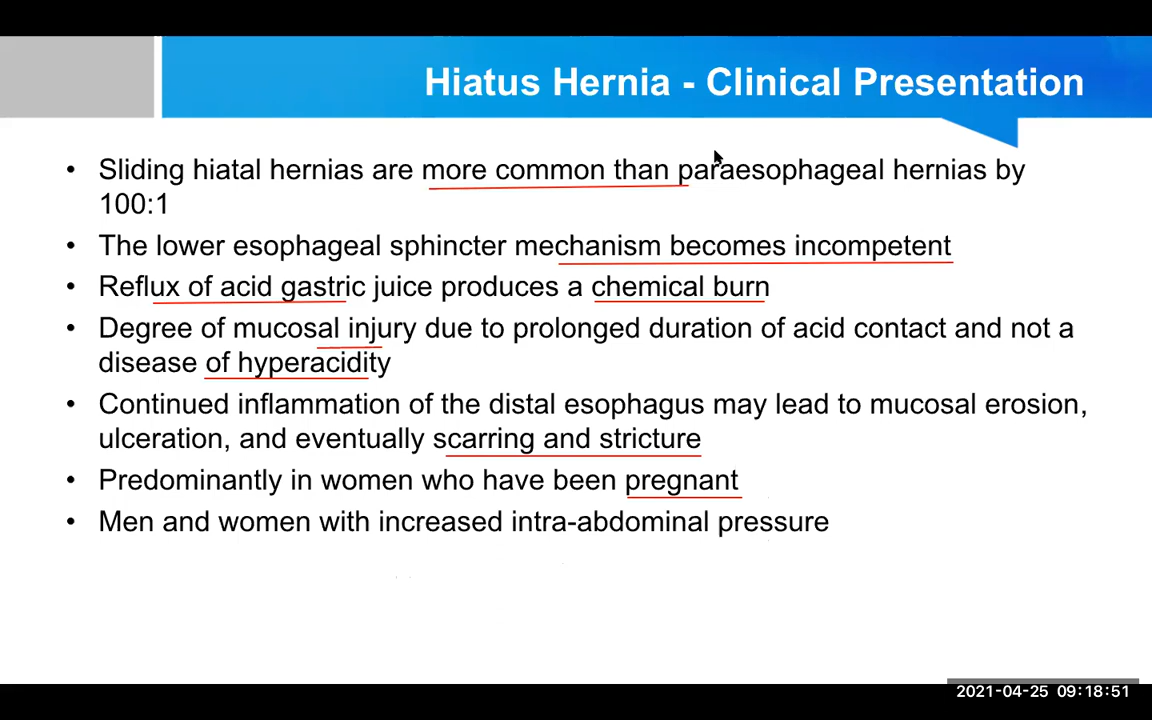 Hiatus Hernia - Clinical Presentation
• Sliding hiatal hernias are more common than paraesophageal hernias by
100:1
• The lower esophageal sphincter mechanism becomes incompetent
• Reflux of acid gastric juice produces a chemical burn
• Degree of mucosal injury due to prolonged duration of acid contact and not a
disease of hyperacidity
• Continued inflammation of the distal esophagus may lead to mucosal erosion,
ulceration, and eventually scarring and stricture
• Predominantly in women who have been pregnant
• Men and women with increased intra-abdominal pressure
2021-04-25 09:18:51